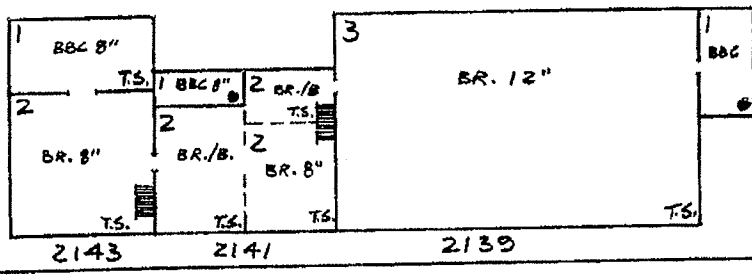 1
BBC 8"
T.S.
2
BR. 8"
T.S.
1 BBC 8"
2
BR./B.
T.S.
2 BR./B
T.S.
2
BR. 8"
T.S.
3
BR. 12"
T.S.
1
BBC
2143 2141 2139